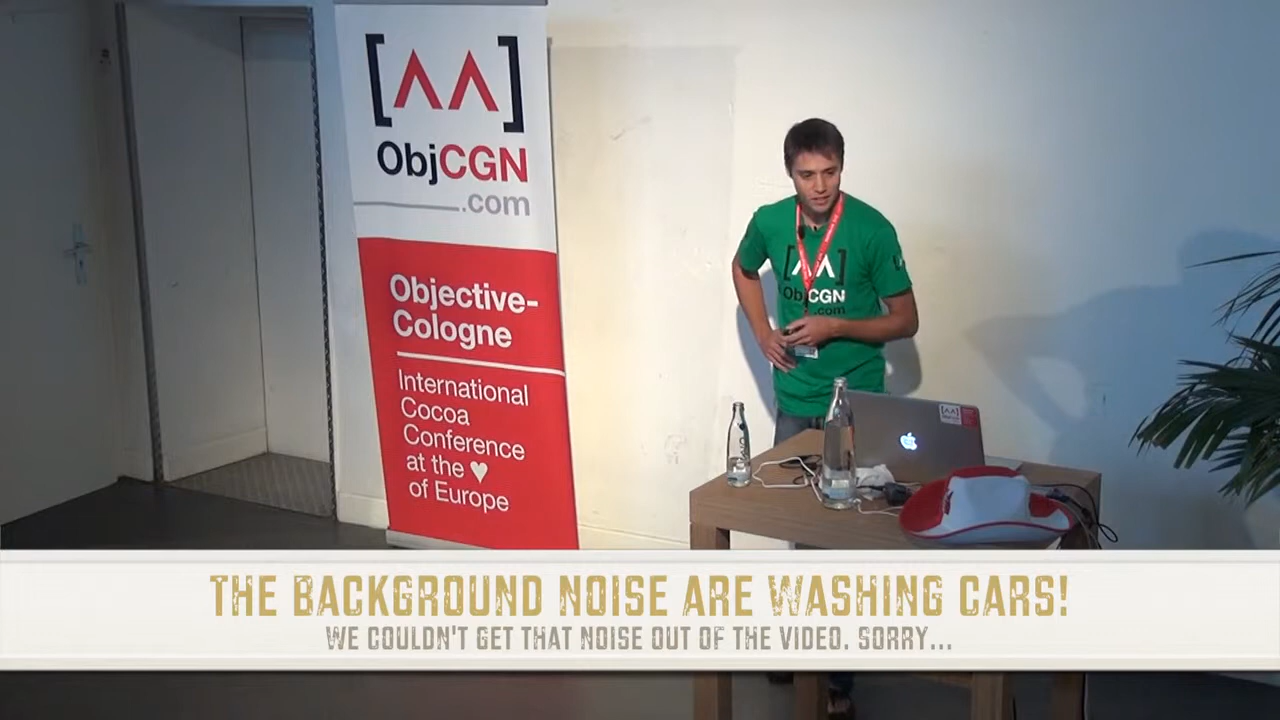 [^^]
ObjCGN
.com
Objective-
Cologne
International
Cocoa
Conference
at the ♥
of Europe
[^^]
ObjCGN
.com
[^^]
THE BACKGROUND NOISE ARE WASHING CARS!
WE COULDN'T GET THAT NOISE OUT OF THE VIDEO. SORRY...